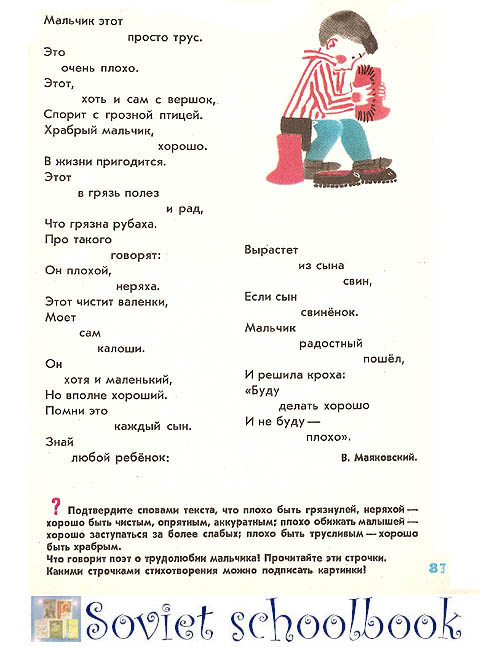 Мальчик этот
просто трус.
Это
очень плохо.
Этот,
хоть и сам с вершок,
Спорит с грозной птицей.
Храбрый мальчик,
хорошо.
В жизни пригодится.
Этот
в грязь полез
и рад,
Что грязна рубаха.
Про такого
говорят:
Он плохой,
неряха.
Этот чистит валенки,
Моет
сам
калоши.
Он
хотя и маленький,
Но вполне хороший.
Помни это
каждый сын.
Знай
любой ребёнок:
Вырастет
из сына
свин,
Если сын
свинёнок.
Мальчик
радостный
пошёл,
И решила кроха:
«Буду
делать хорошо
И не буду —
плохо».
В. Маяковский.
? Подтвердите словами текста, что плохо быть грязнулей, неряхой —
хорошо быть чистым, опрятным, аккуратным; плохо обижать малышей —
хорошо заступаться за более слабых; плохо быть трусливым — хорошо
быть храбрым.
Что говорит поэт о трудолюбии мальчика? Прочитайте эти строчки.
Какими строчками стихотворения можно подписать картинки?
87
Soviet schoolbook